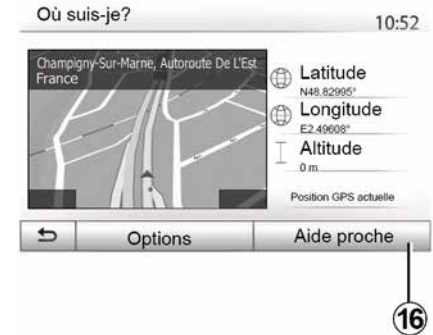 Où suis-je?
10:52
Champigny-Sur-Marne, Autoroute De L'Est
France
Latitude
N48.82995°
Longitude
E2.49608°
Altitude
0 m
Position GPS actuelle
Options
Aide proche
16